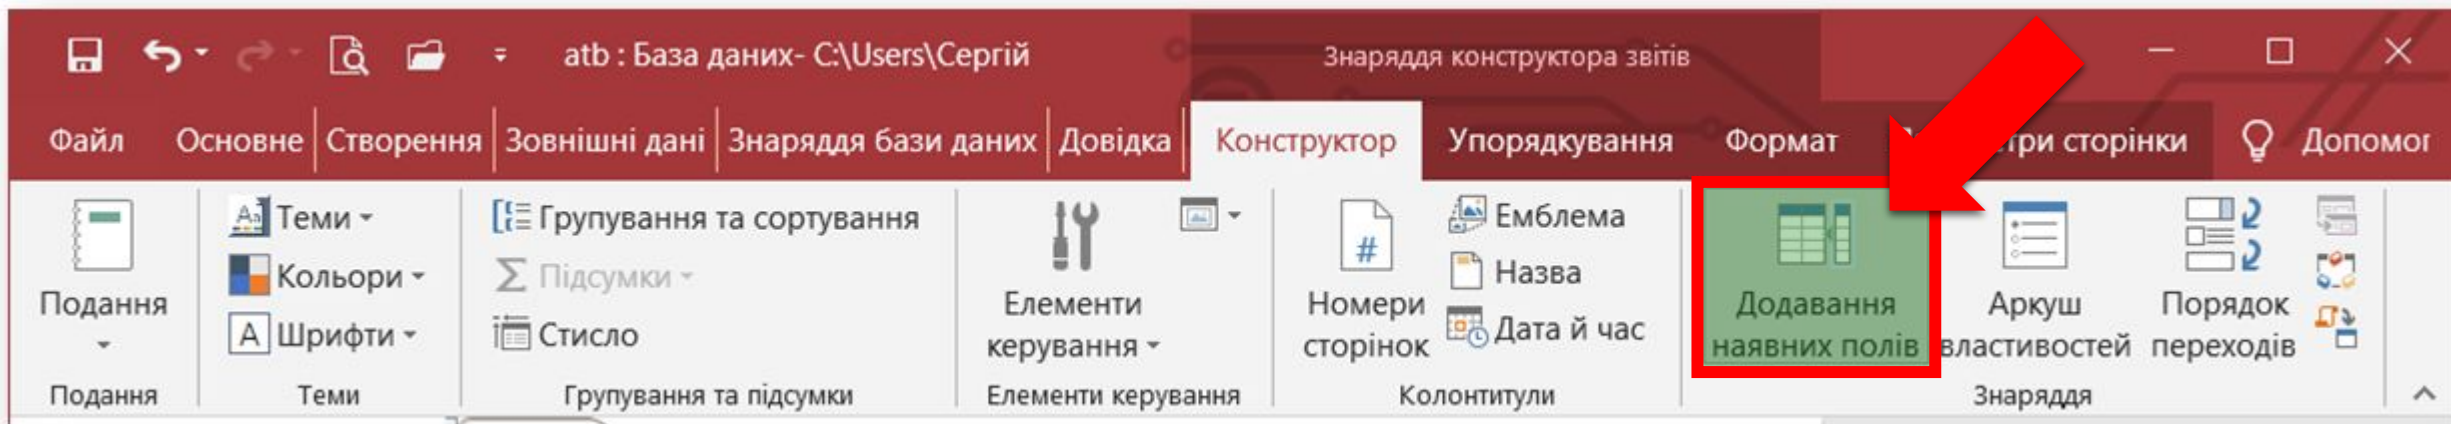 atb : База даних- C:\Users\Сергій
Знаряддя конструктора звітів
Файл Основне Створення Зовнішні дані Знаряддя бази даних Довідка Конструктор Упорядкування Формат сторінки
Подання
Теми
Кольори
A Шрифти
Групування та сортування
Підсумки
Стисло
Елементи
керування
#
Номери
сторінок
Емблема
Назва
Дата й час
Додавання
наявних полів
Аркуш
властивостей
Порядок
переходів
Подання Теми Групування та підсумки Елементи керування Колонтитули Знаряддя